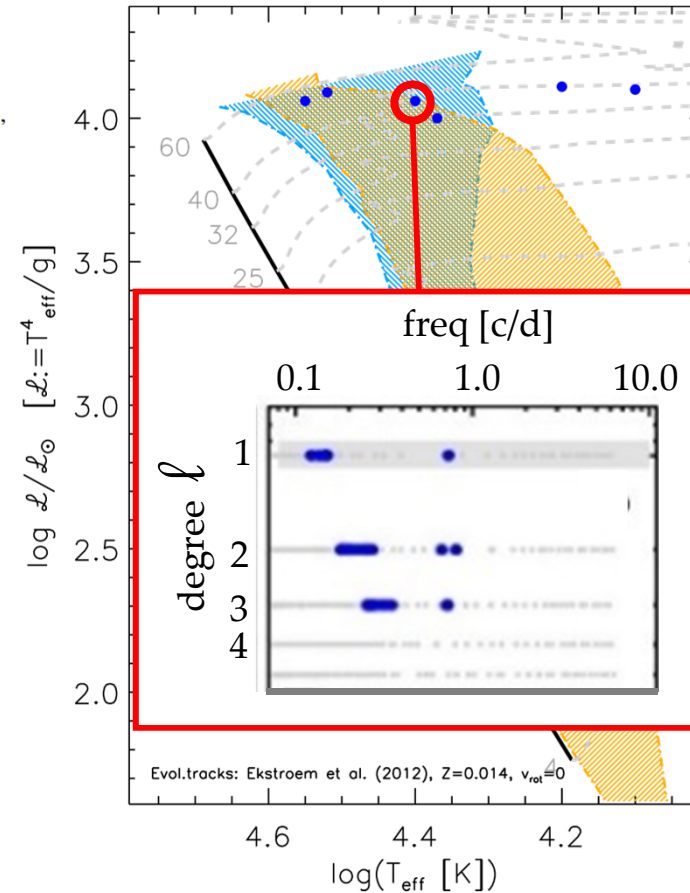 ,
4.0
60
40
3.5
32
25
freq [c/d]
0.1 1.0 10.0
3.0
1
log ℒ/ℒ☉ [ℒ:=T⁴eff/g]
degree ℓ
2.5
2
3
4
)
2.0
4
Evol.tracks: Ekstroem et al. (2012), Z=0.014, vrot=0
4.6 4.4 4.2
log(Teff [K])